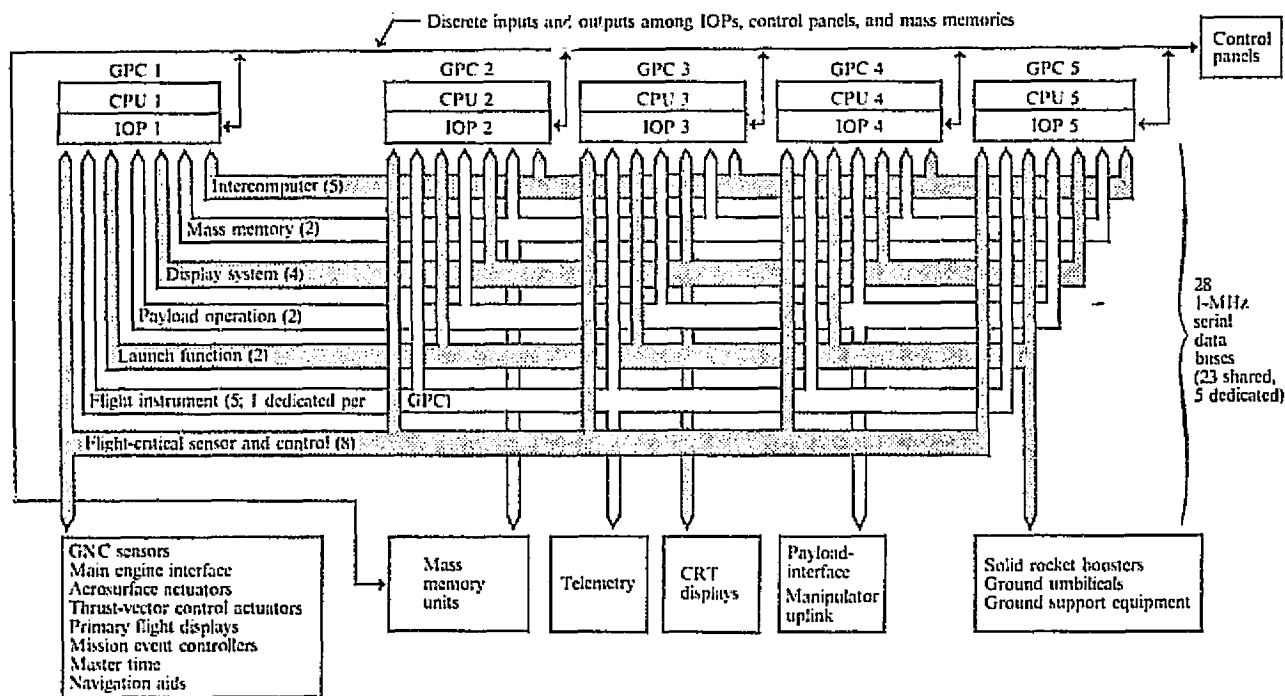 Discrete inputs and outputs among IOPs, control panels, and mass memories
Control
panels
GPC 1
CPU 1
IOP 1
GPC 2
CPU 2
IOP 2
GPC 3
CPU 3
IOP 3
GPC 4
CPU 4
IOP 4
GPC 5
CPU 5
IOP 5
Intercomputer (5)
Mass memory (2)
Display system (4)
Payload operation (2)
Launch function (2)
Flight instrument (5; 1 dedicated per GPC)
Flight-critical sensor and control (8)
28
1-MHz
serial
data
buses
(23 shared,
5 dedicated)
GNC sensors
Main engine interface
Aerosurface actuators
Thrust-vector control actuators
Primary flight displays
Mission event controllers
Master time
Navigation aids
Mass
memory
units
Telemetry
CRT
displays
Payload-
interface
Manipulator
uplink
Solid rocket boosters
Ground umbilicals
Ground support equipment